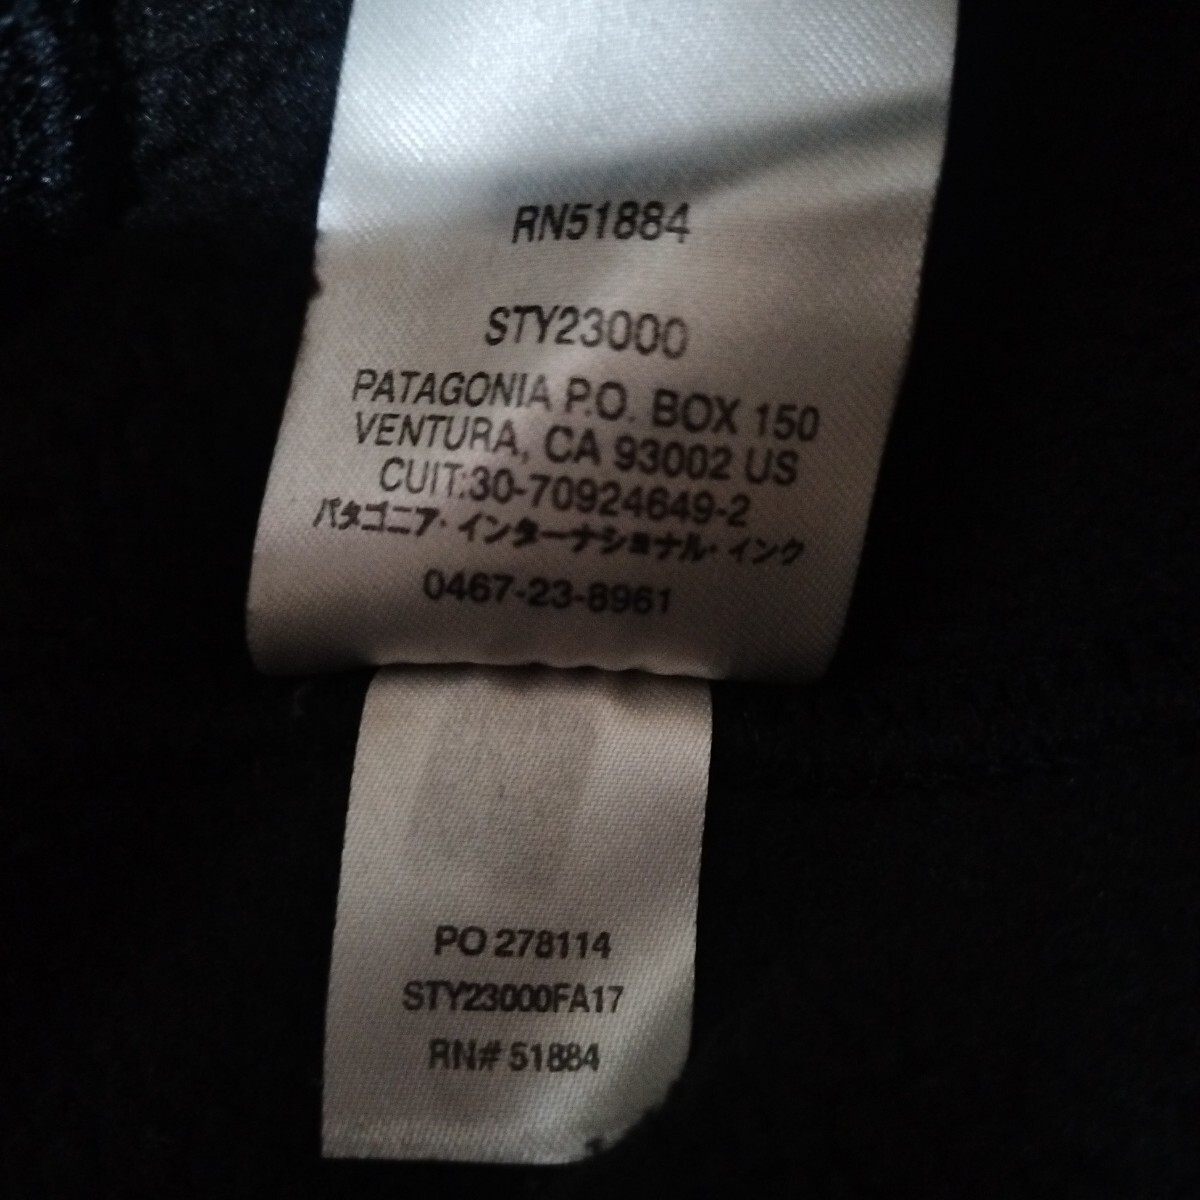 RN51884
STY23000
PATAGONIA P.O. BOX 150
VENTURA, CA 93002 US
CUIT:30-70924649-2
パタゴニア・インターナショナル・インク
0467-23-8961
PO 278114
STY23000FA17
RN# 51884